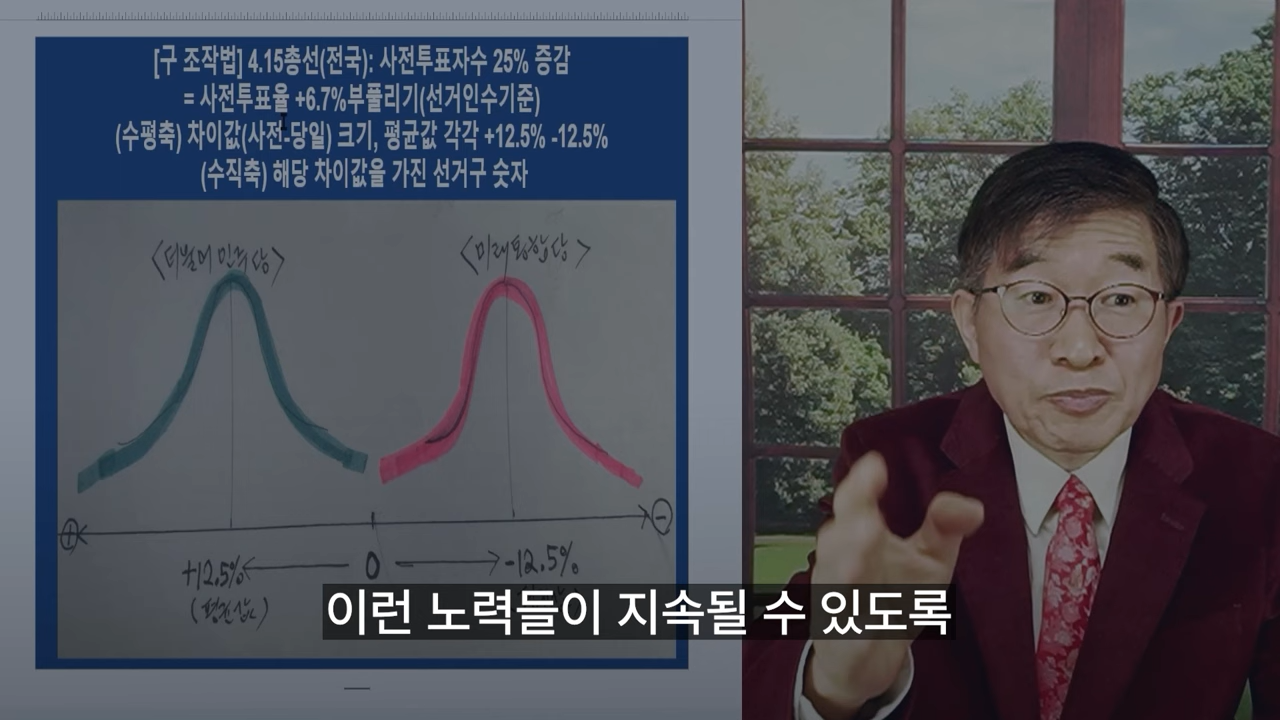 [구 조작법] 4.15총선(전국): 사전투표자수 25% 증감
= 사전투표율 +6.7%부풀리기(선거인수기준)
(수평축) 차이값(사전-당일) 크기, 평균값 각각 +12.5% -12.5%
(수직축) 해당 차이값을 가진 선거구 숫자
<더불어민주당>
<미래통합당>
+
-
+12.5%
0
-12.5%
(평균값)
이런 노력들이 지속될 수 있도록